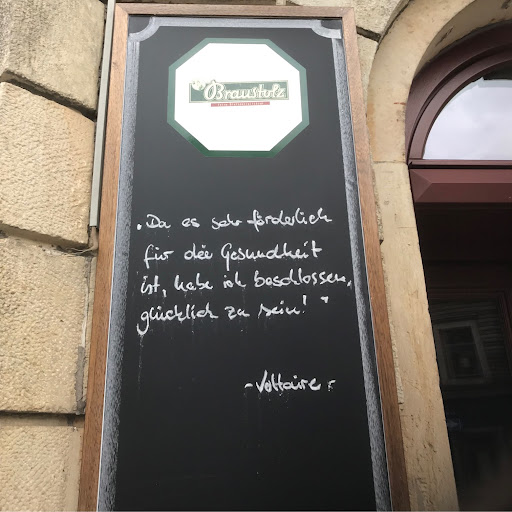 Braustolz
„Da es sehr förderlich
für die Gesundheit
ist, habe ich beschlossen,
glücklich zu sein!"
- Voltaire -